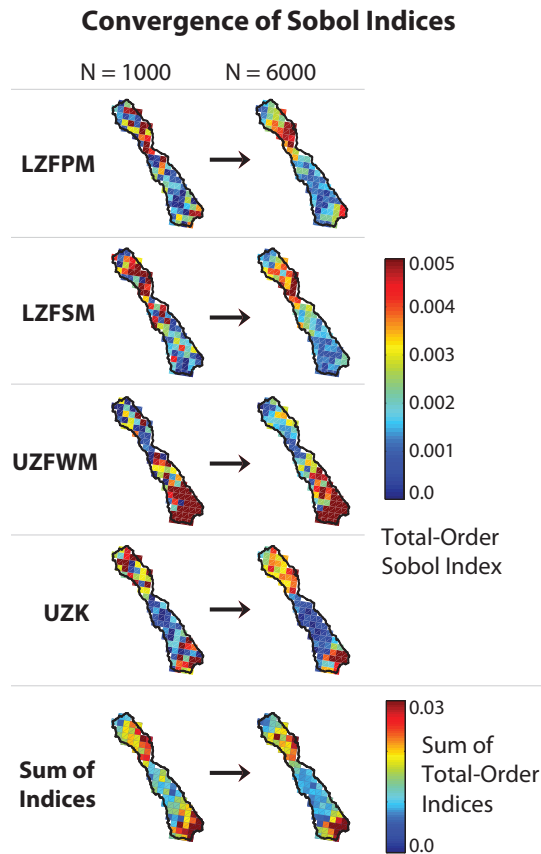 Convergence of Sobol Indices
N = 1000
N = 6000
LZFPM
LZFSM
UZFWM
UZK
Sum of
Indices
0.005
0.004
0.003
0.002
0.001
0.0
Total-Order
Sobol Index
0.03
Sum of
Total-Order
Indices
0.0